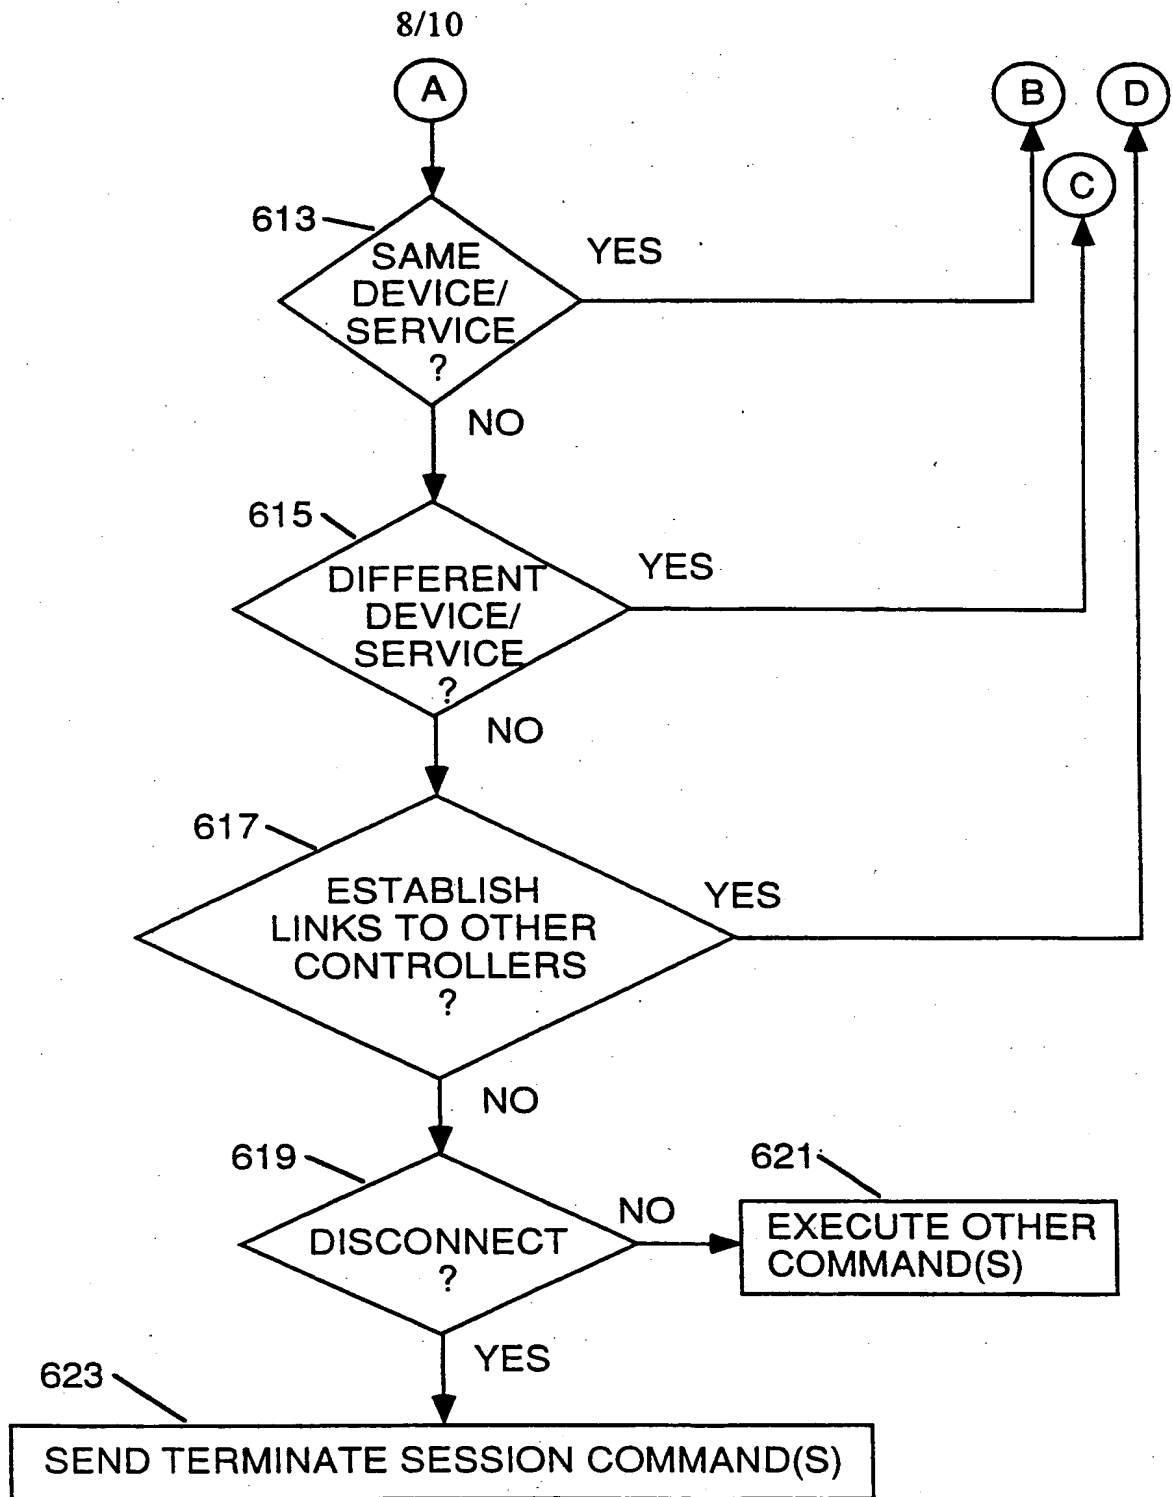 8/10
A
B
D
C
613
SAME
DEVICE/
SERVICE
?
YES
NO
615
DIFFERENT
DEVICE/
SERVICE
?
YES
NO
617
ESTABLISH
LINKS TO OTHER
CONTROLLERS
?
YES
NO
619
DISCONNECT
?
NO
621
EXECUTE OTHER
COMMAND(S)
YES
623
SEND TERMINATE SESSION COMMAND(S)